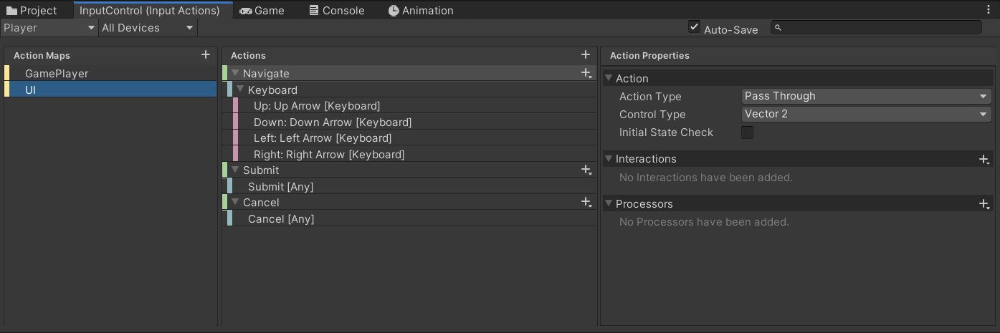 Project InputControl (Input Actions) Game Console Animation
Player All Devices Auto-Save
Action Maps
GamePlayer
UI
Actions
Navigate
Keyboard
Up: Up Arrow [Keyboard]
Down: Down Arrow [Keyboard]
Left: Left Arrow [Keyboard]
Right: Right Arrow [Keyboard]
Submit
Submit [Any]
Cancel
Cancel [Any]
Action Properties
Action
Action Type Pass Through
Control Type Vector 2
Initial State Check
Interactions
No Interactions have been added.
Processors
No Processors have been added.